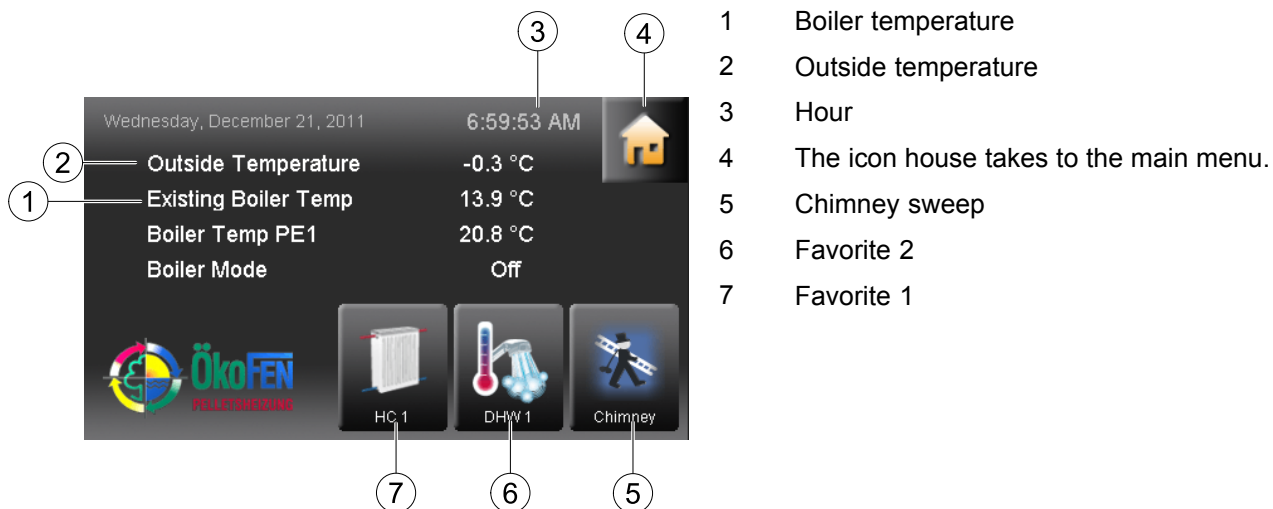 3
4
Wednesday, December 21, 2011 6:59:53 AM
2
Outside Temperature -0.3 °C
1
Existing Boiler Temp 13.9 °C
Boiler Temp PE1 20.8 °C
Boiler Mode Off
ÖkoFEN
PELLETSHEIZUNG
HC 1
DHW 1
Chimney
7
6
5
1 Boiler temperature
2 Outside temperature
3 Hour
4 The icon house takes to the main menu.
5 Chimney sweep
6 Favorite 2
7 Favorite 1